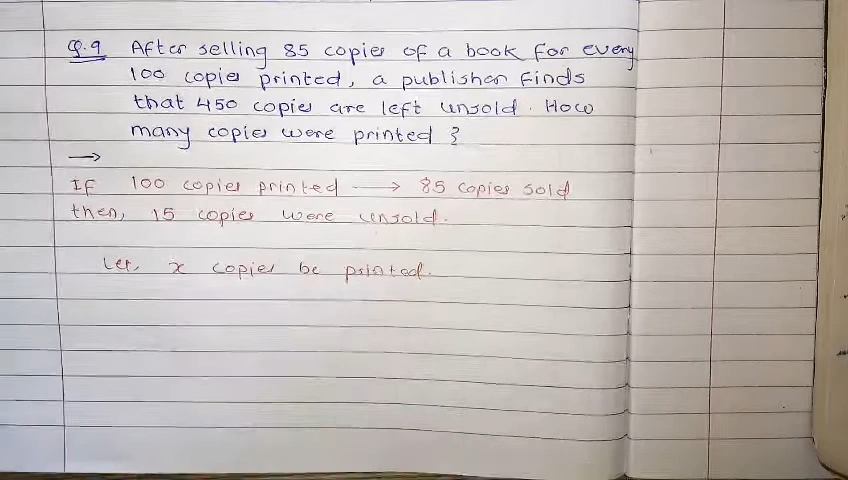 Q.9 After selling 85 copies of a book for every
100 copies printed, a publisher finds
that 450 copies are left unsold. How
many copies were printed ?
→
If 100 copies printed → 85 copies sold
then, 15 copies were unsold.
Let, x copies be printed.